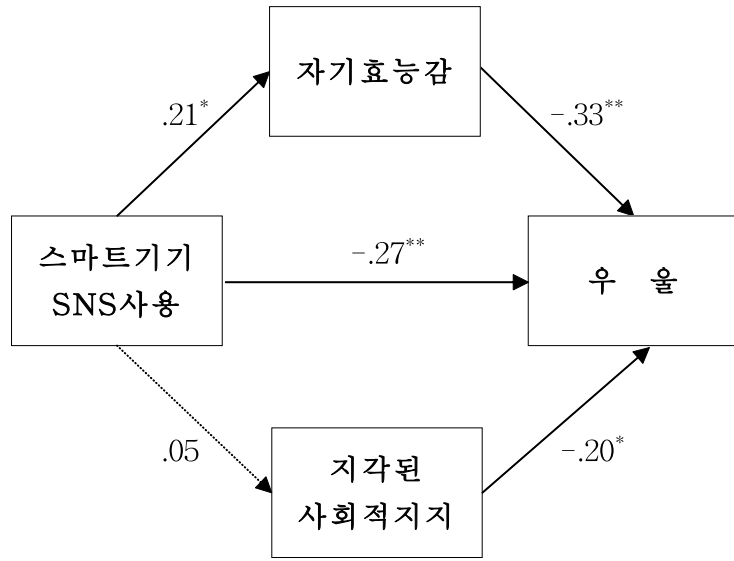 자기효능감
.21*
-.33**
스마트기기
SNS사용
-.27**
우 울
.05
-.20*
지각된
사회적지지